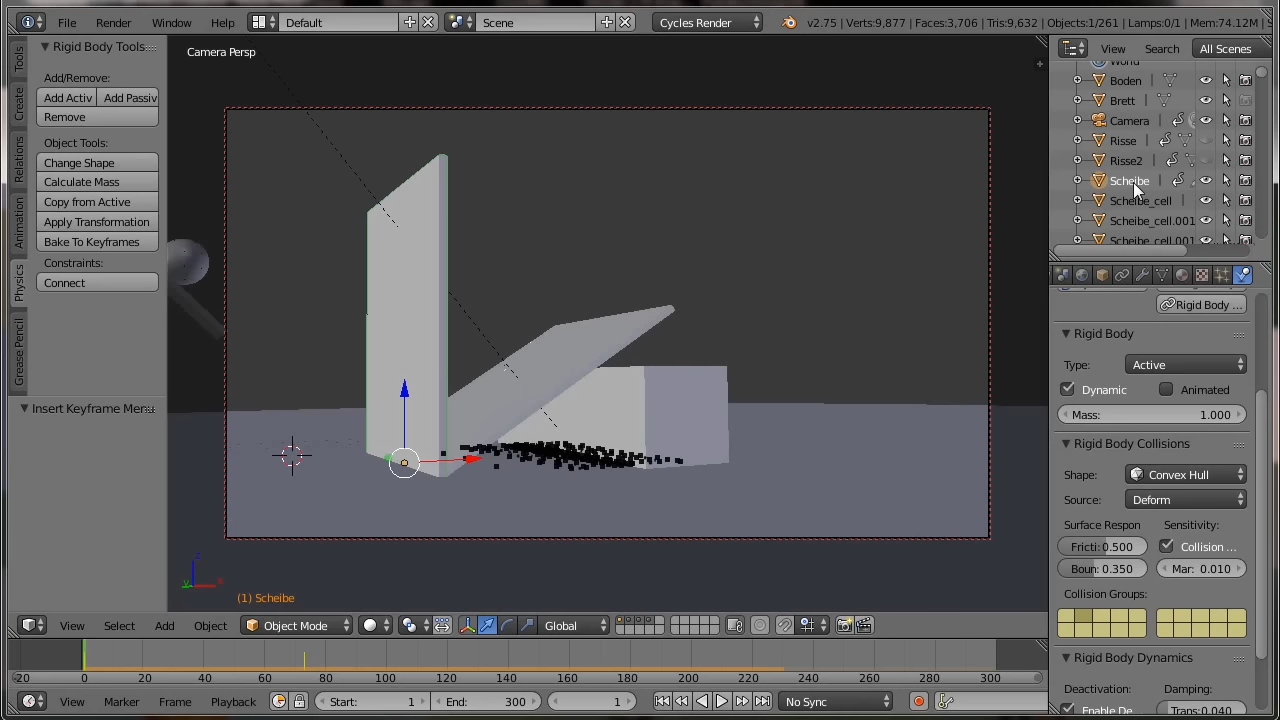 File Render Window Help Default Scene Cycles Render v2.75 | Verts:9,877 | Faces:3,706 | Tris:9,632 | Objects:1/261 | Lamps:0/1 | Mem:74.12M |
Rigid Body Tools
Camera Persp
View Search All Scenes
World
Add/Remove:
Boden
Add Activ Add Passiv
Brett
Remove
Camera
Object Tools:
Risse
Change Shape
Risse2
Calculate Mass
Scheibe
Copy from Active
Scheibe_cell
Apply Transformation
Scheibe_cell.001
Bake To Keyframes
Scheibe_cell.001
Constraints:
Connect
Tools
Create
Relations
Animation
Physics
Grease Pencil
Insert Keyframe Menu
Rigid Body ...
Rigid Body
Type: Active
Dynamic Animated
Mass: 1.000
Rigid Body Collisions
Shape: Convex Hull
Source: Deform
Surface Respon Sensitivity:
Fricti: 0.500 Collision ...
Boun: 0.350 Mar: 0.010
Collision Groups:
Rigid Body Dynamics
Deactivation: Damping:
Enable De Trans: 0.040
z
y
x
(1) Scheibe
View Select Add Object Object Mode Global
-20 0 20 40 60 80 100 120 140 160 180 200 220 240 260 280 300
View Marker Frame Playback Start: 1 End: 300 1 No Sync